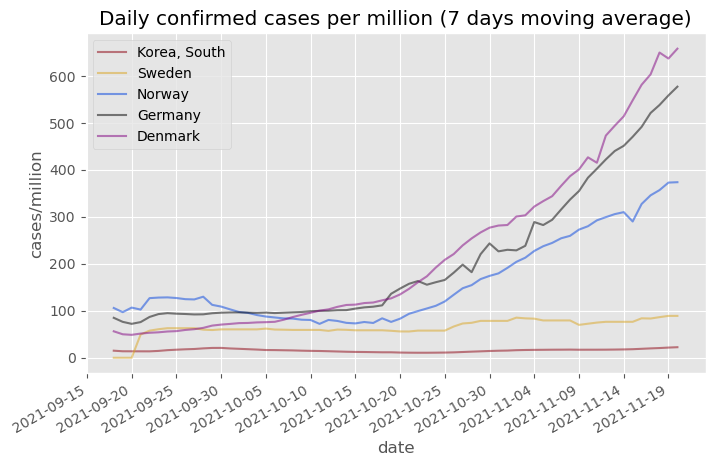 Daily confirmed cases per million (7 days moving average)
Korea, South
Sweden
Norway
Germany
Denmark
600
500
400
300
200
100
0
cases/million
2021-09-15
2021-09-20
2021-09-25
2021-09-30
2021-10-05
2021-10-10
2021-10-15
2021-10-20
2021-10-25
2021-10-30
2021-11-04
2021-11-09
2021-11-14
2021-11-19
date